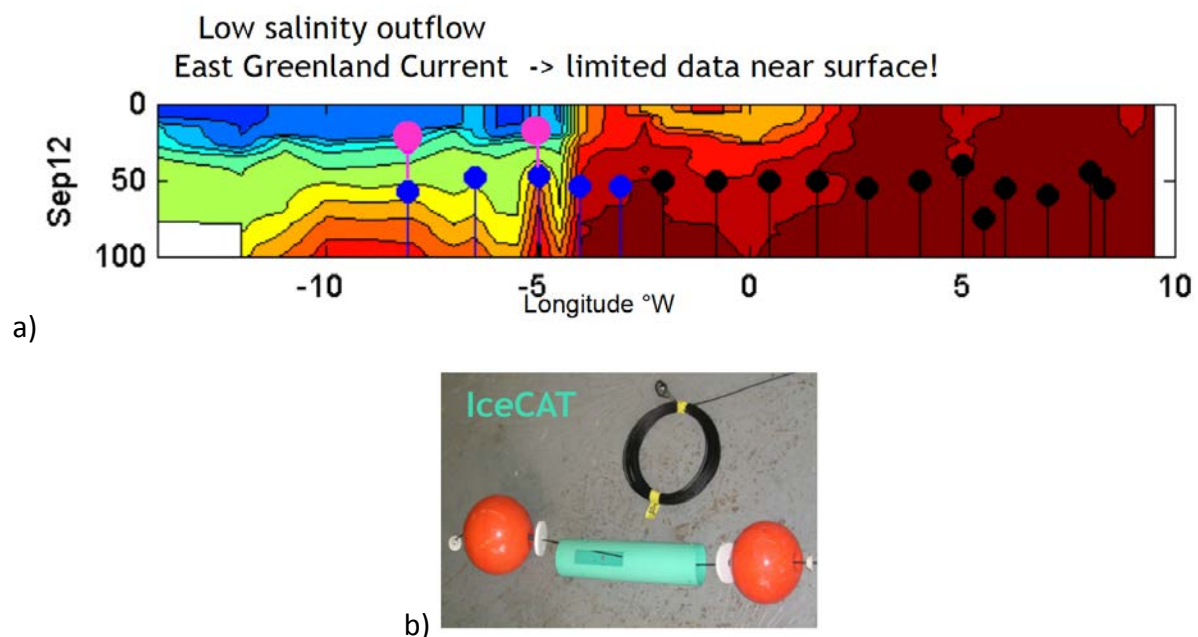 Low salinity outflow
East Greenland Current -> limited data near surface!
Sep12
0
50
100
-10
-5
0
5
10
Longitude °W
a)
IceCAT
b)